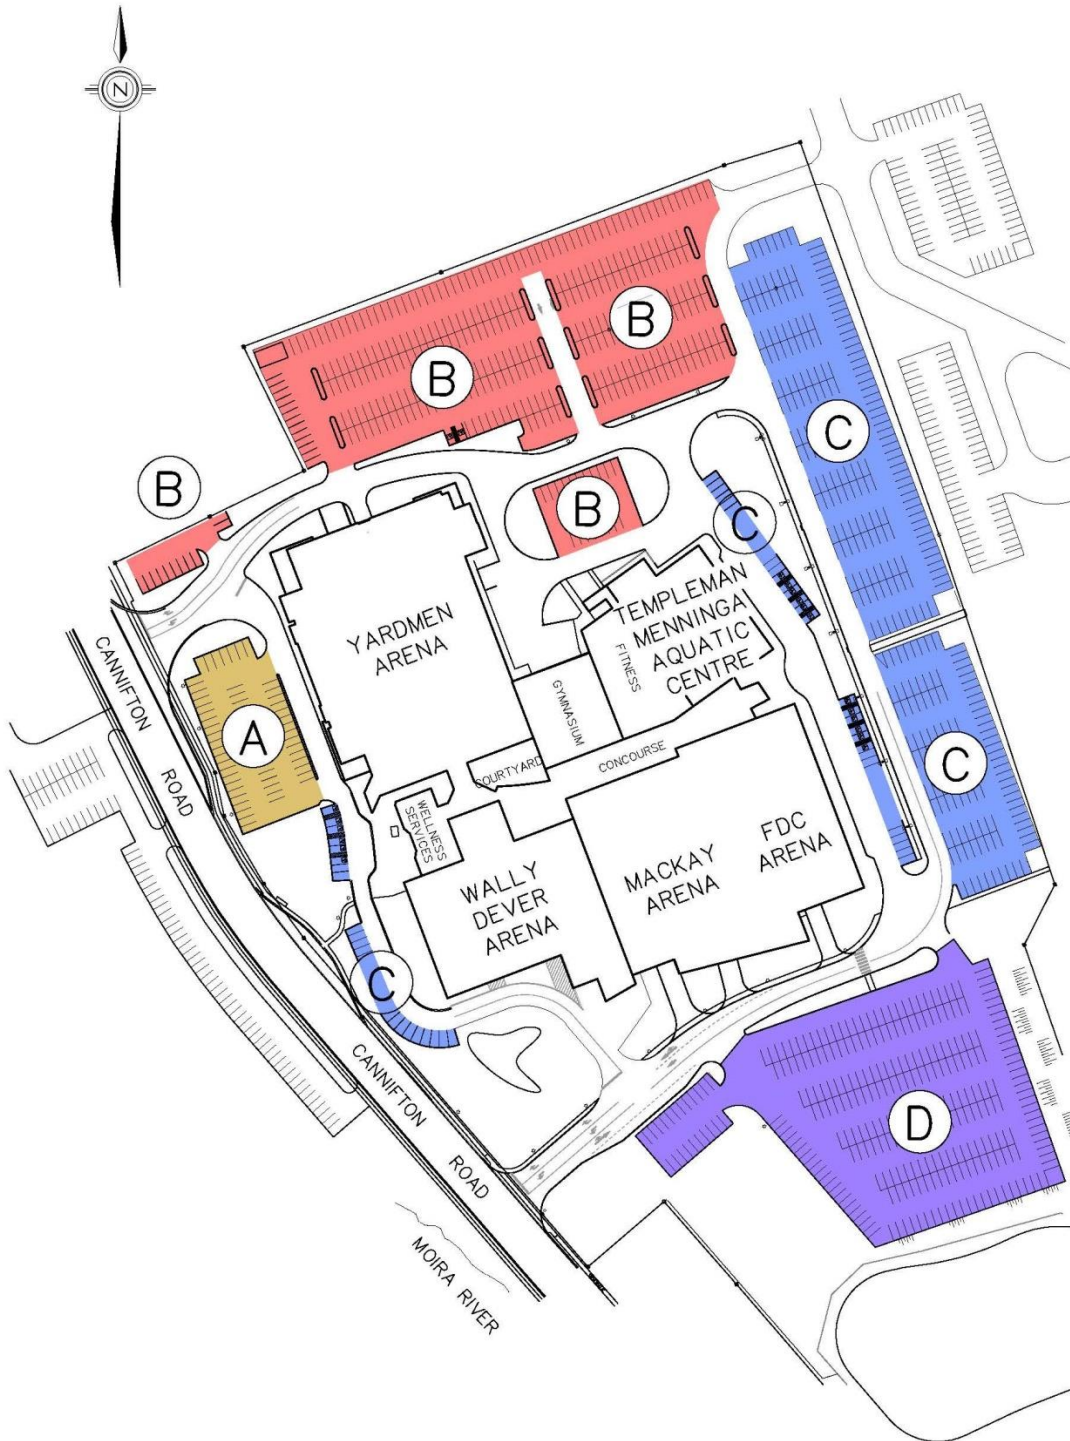 N
B
B
C
B
B
C
CANNIFTON
ROAD
YARDMEN
ARENA
TEMPLEMAN
MENNINGA
AQUATIC
CENTRE
FITNESS
GYMNASIUM
A
COURTYARD
CONCOURSE
C
WELLNESS
SERVICES
WALLY
DEVER
ARENA
MACKAY
ARENA
FDC
ARENA
C
CANNIFTON
ROAD
D
MOIRA RIVER